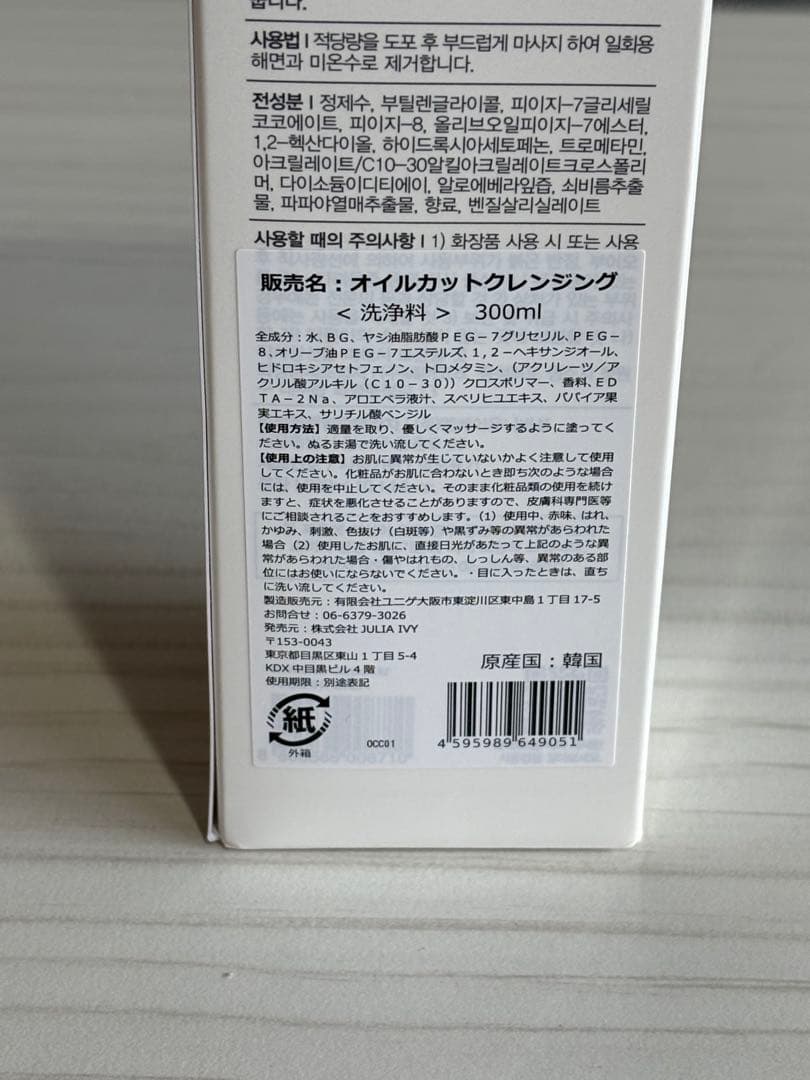 줍니다.
사용법 | 적당량을 도포 후 부드럽게 마사지 하여 일회용
해면과 미온수로 제거합니다.
전성분 | 정제수, 부틸렌글라이콜, 피이지-7글리세릴
코코에이트, 피이지-8, 올리브오일피이지-7에스터,
1,2-헥산다이올, 하이드록시아세토페논, 트로메타민,
아크릴레이트/C10-30알킬아크릴레이트크로스폴리
머, 다이소듐이디티에이, 알로에베라잎즙, 쇠비름추출
물, 파파야열매추출물, 향료, 벤질살리실레이트
사용할 때의 주의사항 | 1) 화장품 사용 시 또는 사용
販売名：オイルカットクレンジング
＜洗浄料＞ 300ml
全成分：水、ＢＧ、ヤシ油脂肪酸ＰＥＧ－７グリセリル、ＰＥＧ－
８、オリーブ油ＰＥＧ－７エステルズ、１，２－ヘキサンジオール、
ヒドロキシアセトフェノン、トロメタミン、（アクリレーツ／ア
クリル酸アルキル（Ｃ１０－３０））クロスポリマー、香料、ＥＤ
ＴＡ－２Ｎａ、アロエベラ液汁、スベリヒユエキス、パパイア果
実エキス、サリチル酸ベンジル
【使用方法】適量を取り、優しくマッサージするように塗ってく
ださい。ぬるま湯で洗い流してください。
【使用上の注意】お肌に異常が生じていないかよく注意して使用
してください。化粧品がお肌に合わないとき即ち次のような場合
には、使用を中止してください。そのまま化粧品類の使用を続け
ますと、症状を悪化させることがありますので、皮膚科専門医等
にご相談されることをおすすめします。（1）使用中、赤味、はれ、
かゆみ、刺激、色抜け（白斑等）や黒ずみ等の異常があらわれた
場合（2）使用したお肌に、直接日光があたって上記のような異
常があらわれた場合・傷やはれもの、しっしん等、異常のある部
位にはお使いにならないでください。・目に入ったときは、直ち
に洗い流してください。
製造販売元：有限会社ユニゲ大阪市東淀川区東中島１丁目 17-5
お問合せ：06-6379-3026
発売元：株式会社 JULIA IVY
〒153-0043
東京都目黒区東山１丁目 5-4
KDX 中目黒ビル４階
使用期限：別途表記
原産国：韓国
紙
外箱
OCC01
4 595989 649051